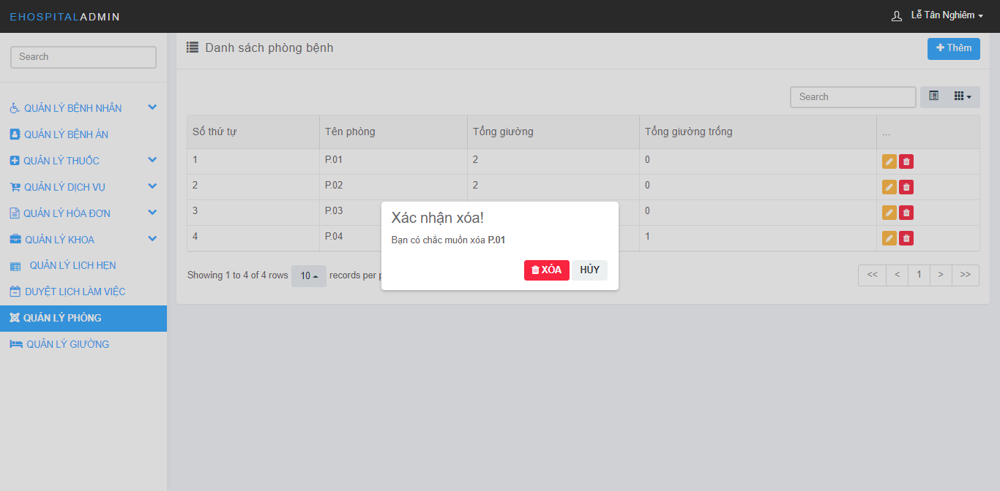 EHOSPITALADMIN
Lễ Tân Nghiêm
Search
QUẢN LÝ BỆNH NHÂN
QUẢN LÝ BỆNH ÁN
QUẢN LÝ THUỐC
QUẢN LÝ DỊCH VỤ
QUẢN LÝ HÓA ĐƠN
QUẢN LÝ KHOA
QUẢN LÝ LỊCH HẸN
DUYỆT LỊCH LÀM VIỆC
QUẢN LÝ PHÒNG
QUẢN LÝ GIƯỜNG
Danh sách phòng bệnh
Thêm
Search
Số thứ tự Tên phòng Tổng giường Tổng giường trống ...
1 P.01 2 0
2 P.02 2 0
3 P.03 0
4 P.04 1
Xác nhận xóa!
Bạn có chắc muốn xóa P.01
XÓA HỦY
Showing 1 to 4 of 4 rows 10 records per
<< < 1 > >>